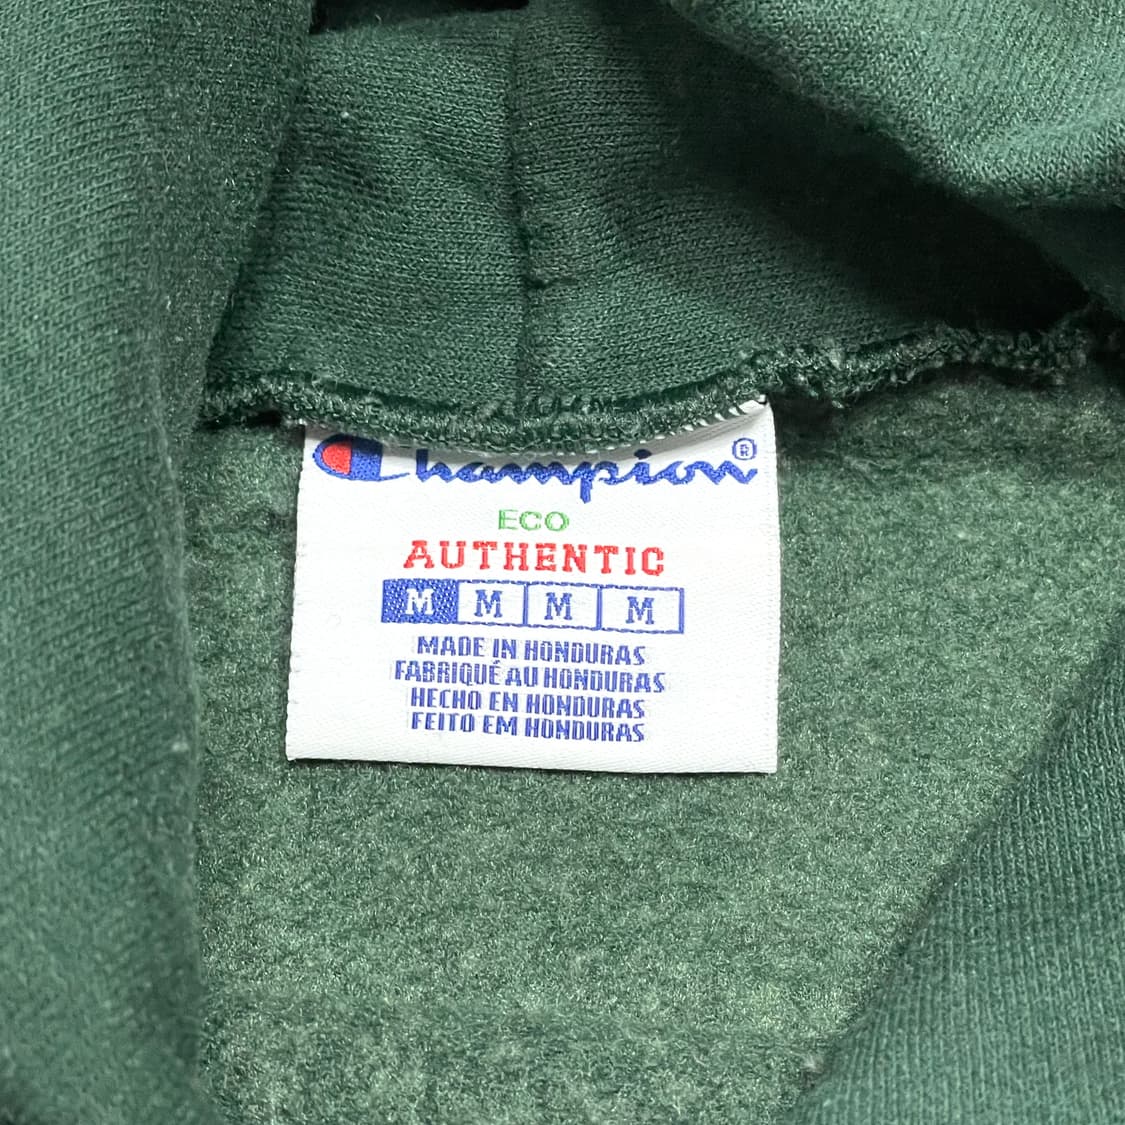 Champion®
ECO
AUTHENTIC
M M M M
MADE IN HONDURAS
FABRIQUÉ AU HONDURAS
HECHO EN HONDURAS
FEITO EM HONDURAS